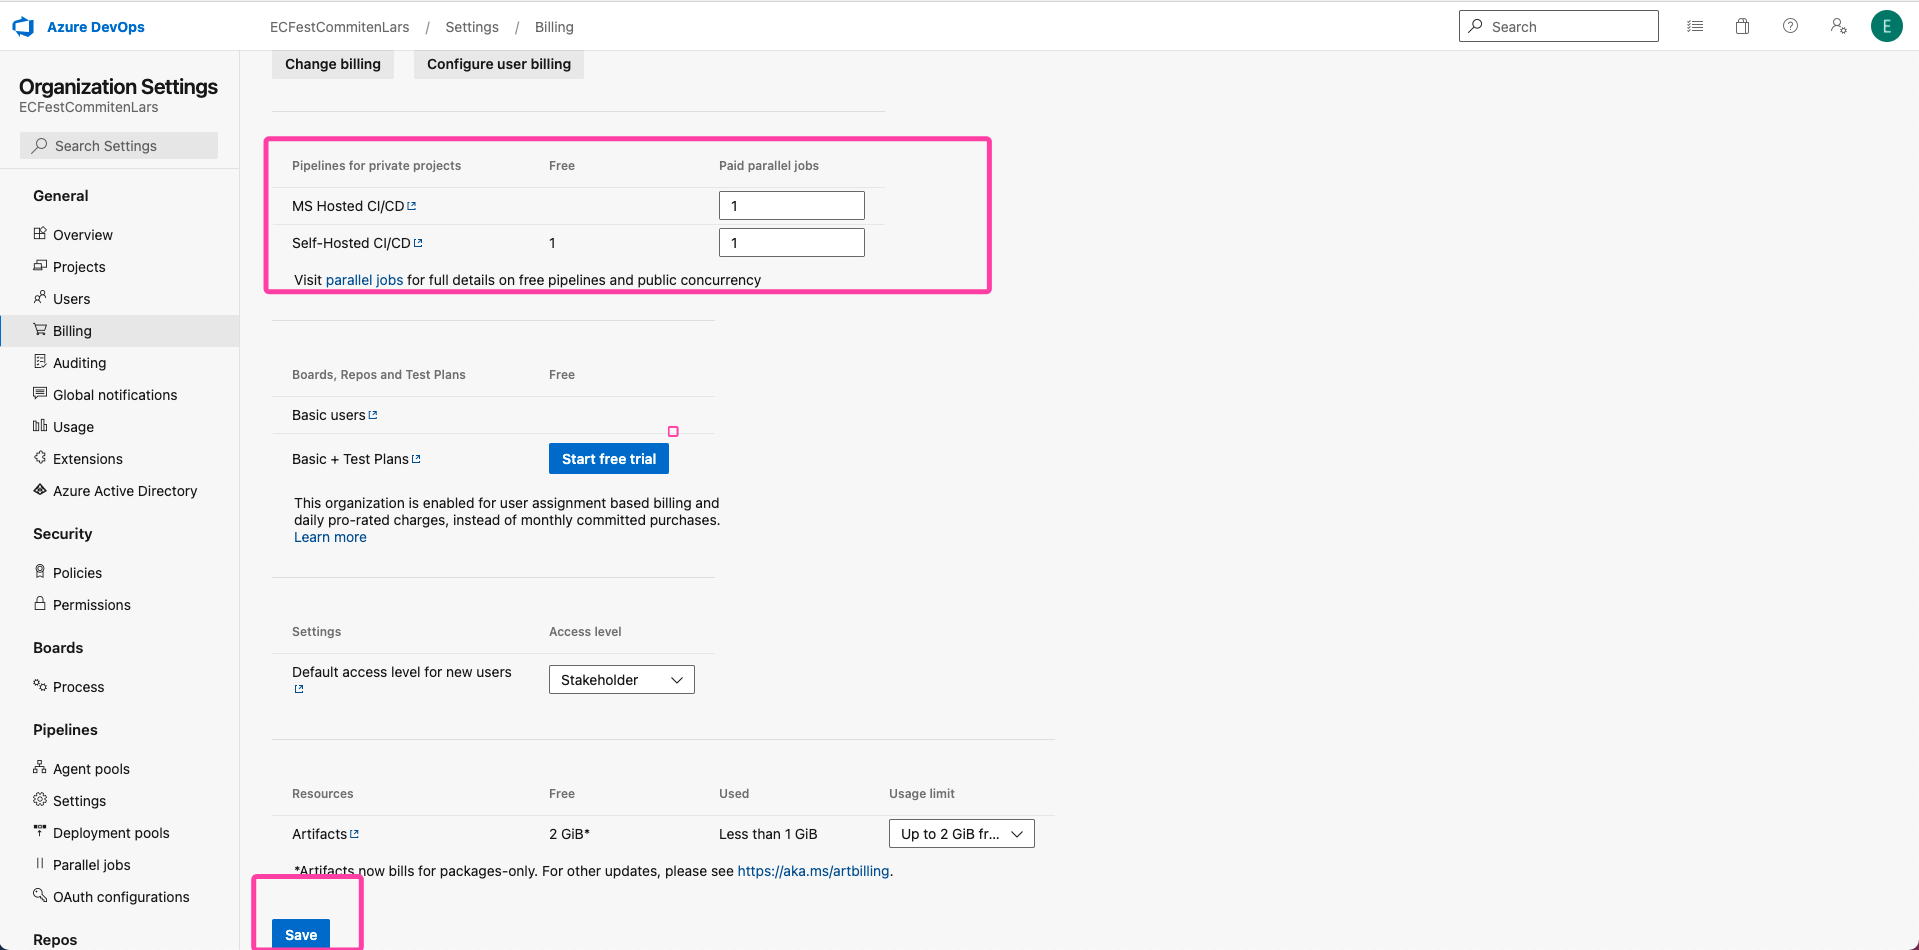 Azure DevOps
ECFestCommitenLars / Settings / Billing
Search
E
Organization Settings
ECFestCommitenLars
Search Settings
General
Overview
Projects
Users
Billing
Auditing
Global notifications
Usage
Extensions
Azure Active Directory
Security
Policies
Permissions
Boards
Process
Pipelines
Agent pools
Settings
Deployment pools
Parallel jobs
OAuth configurations
Repos
Change billing Configure user billing
Pipelines for private projects Free Paid parallel jobs
MS Hosted CI/CD 1
Self-Hosted CI/CD 1 1
Visit parallel jobs for full details on free pipelines and public concurrency
Boards, Repos and Test Plans Free
Basic users
Basic + Test Plans Start free trial
This organization is enabled for user assignment based billing and
daily pro-rated charges, instead of monthly committed purchases.
Learn more
Settings Access level
Default access level for new users Stakeholder
Resources Free Used Usage limit
Artifacts 2 GiB* Less than 1 GiB Up to 2 GiB fr...
*Artifacts now bills for packages-only. For other updates, please see https://aka.ms/artbilling.
Save